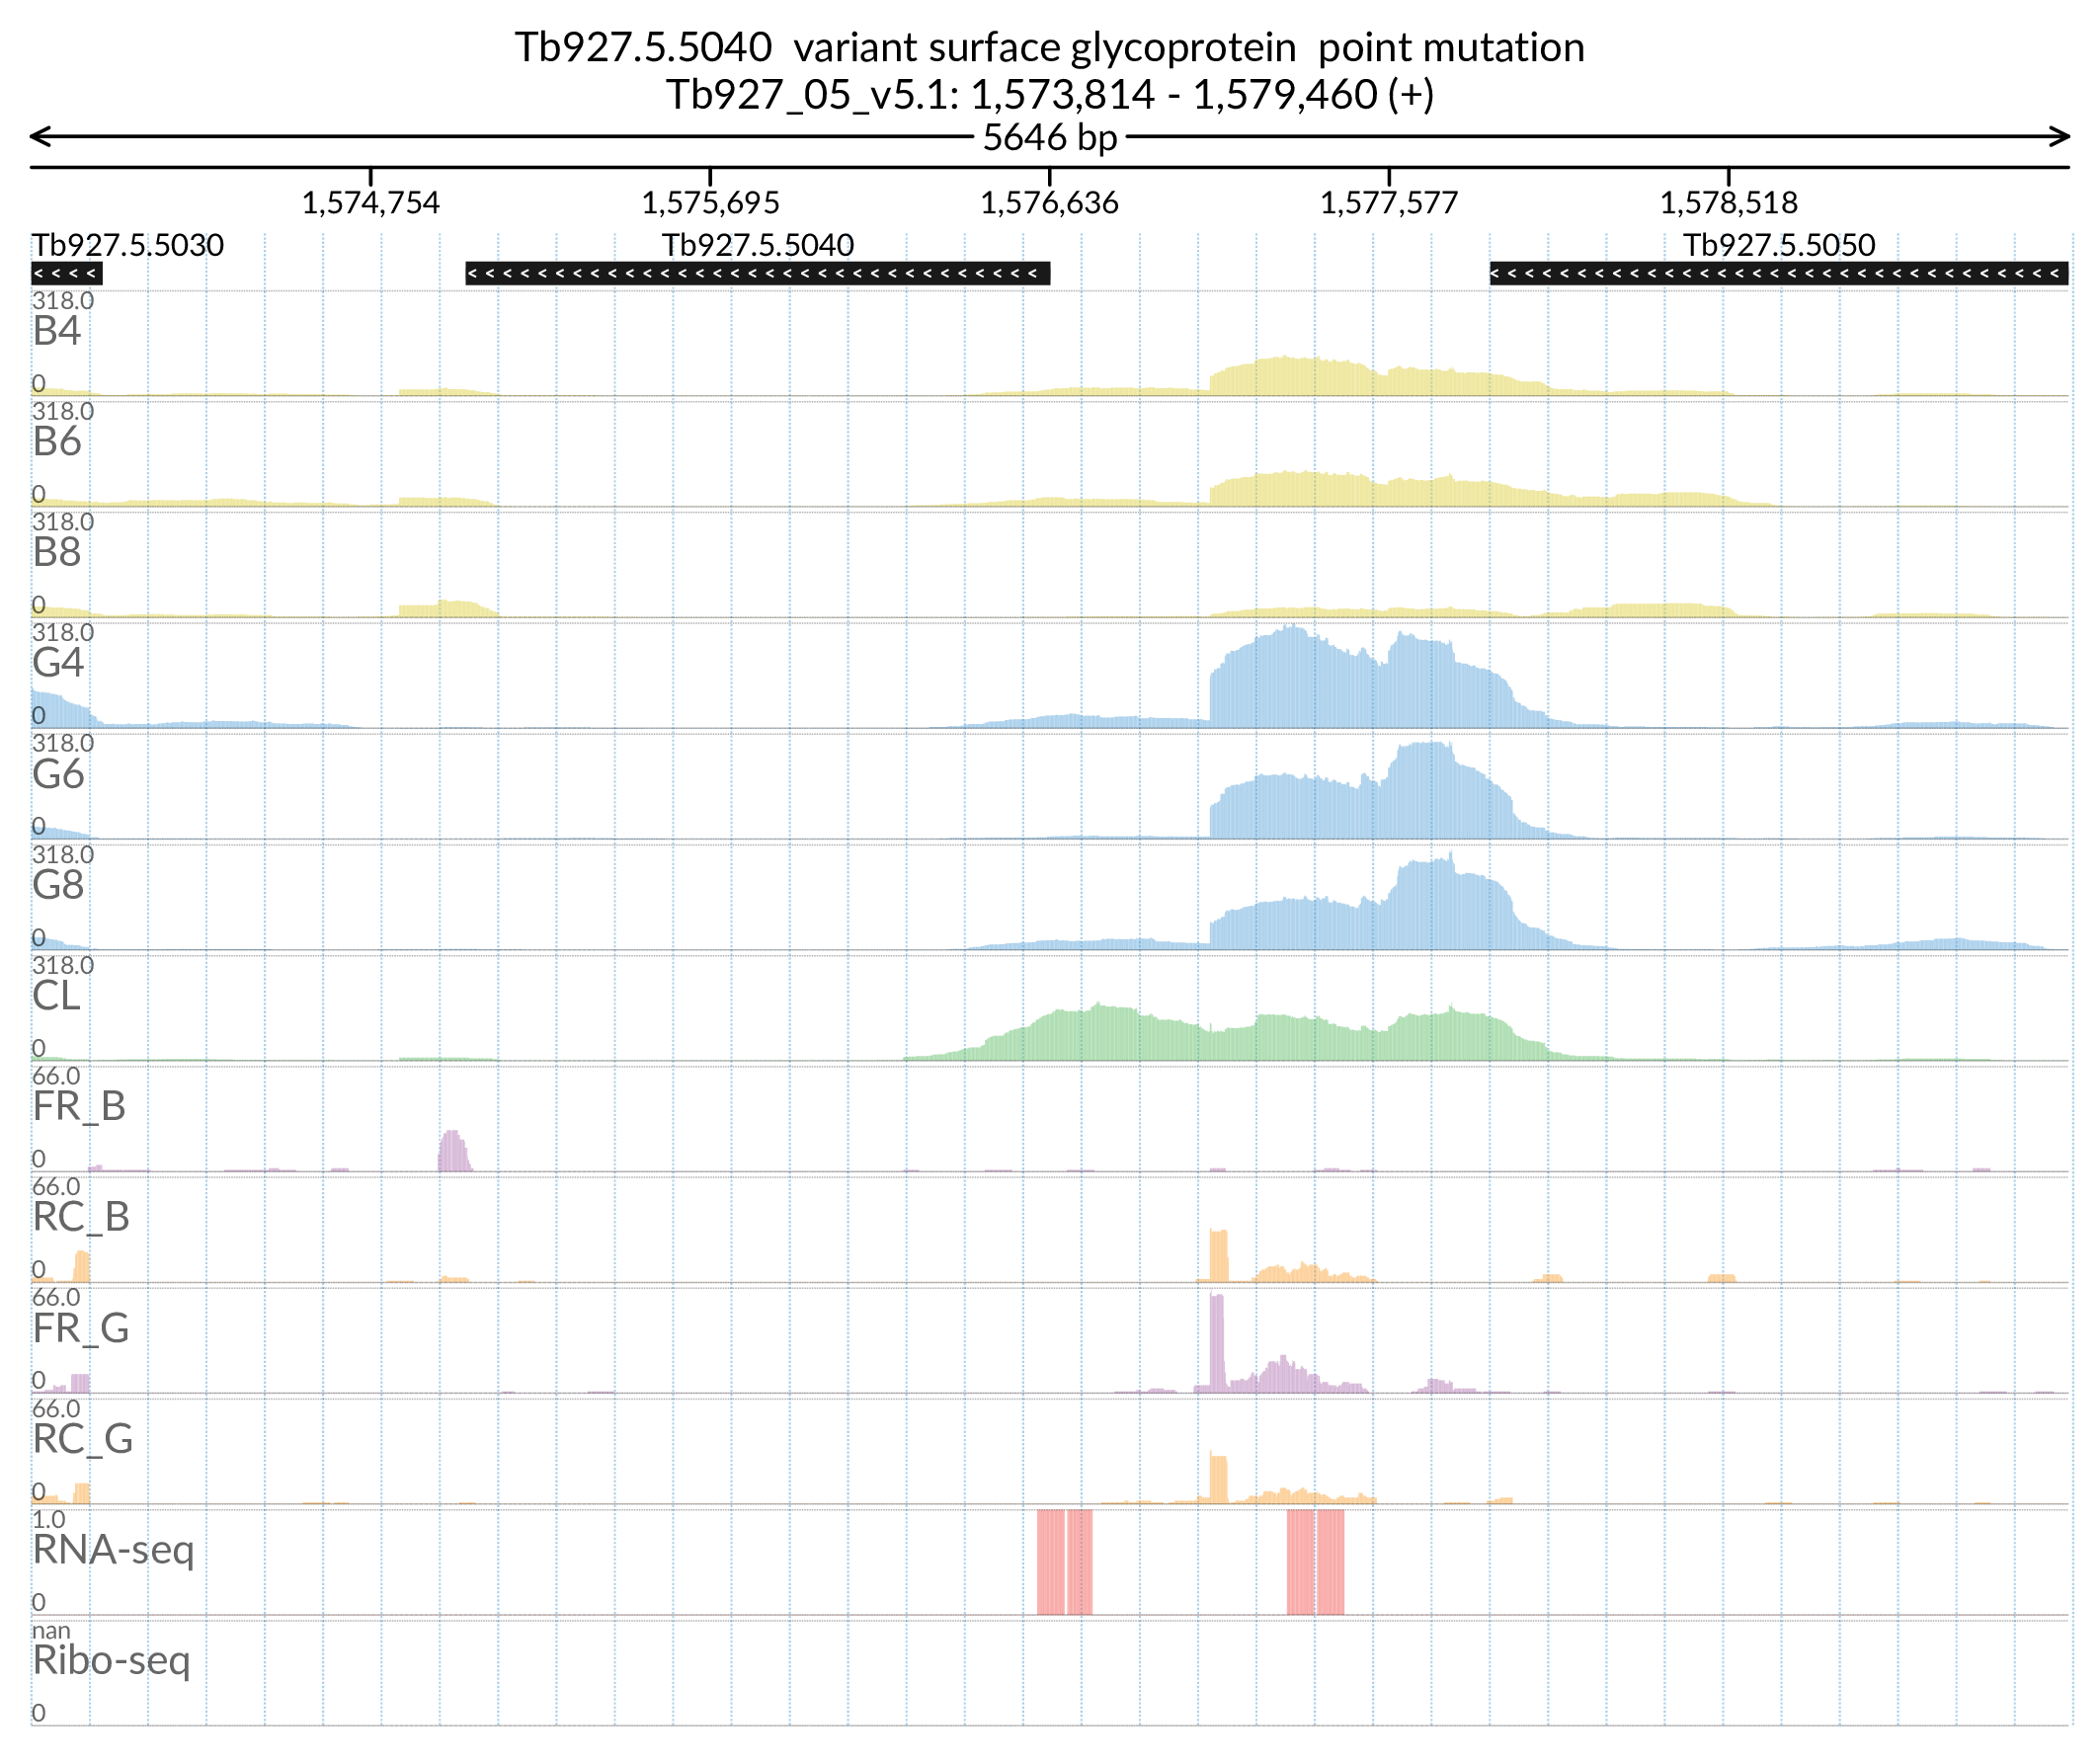 Tb927.5.5040  variant surface glycoprotein  point mutation
Tb927_05_v5.1: 1,573,814 - 1,579,460 (+)
5646 bp
1,574,754 1,575,695 1,576,636 1,577,577 1,578,518
Tb927.5.5030 Tb927.5.5040 Tb927.5.5050
318.0
B4
0
318.0
B6
0
318.0
B8
0
318.0
G4
0
318.0
G6
0
318.0
G8
0
318.0
CL
0
66.0
FR_B
0
66.0
RC_B
0
66.0
FR_G
0
66.0
RC_G
0
1.0
RNA-seq
0
nan
Ribo-seq
0